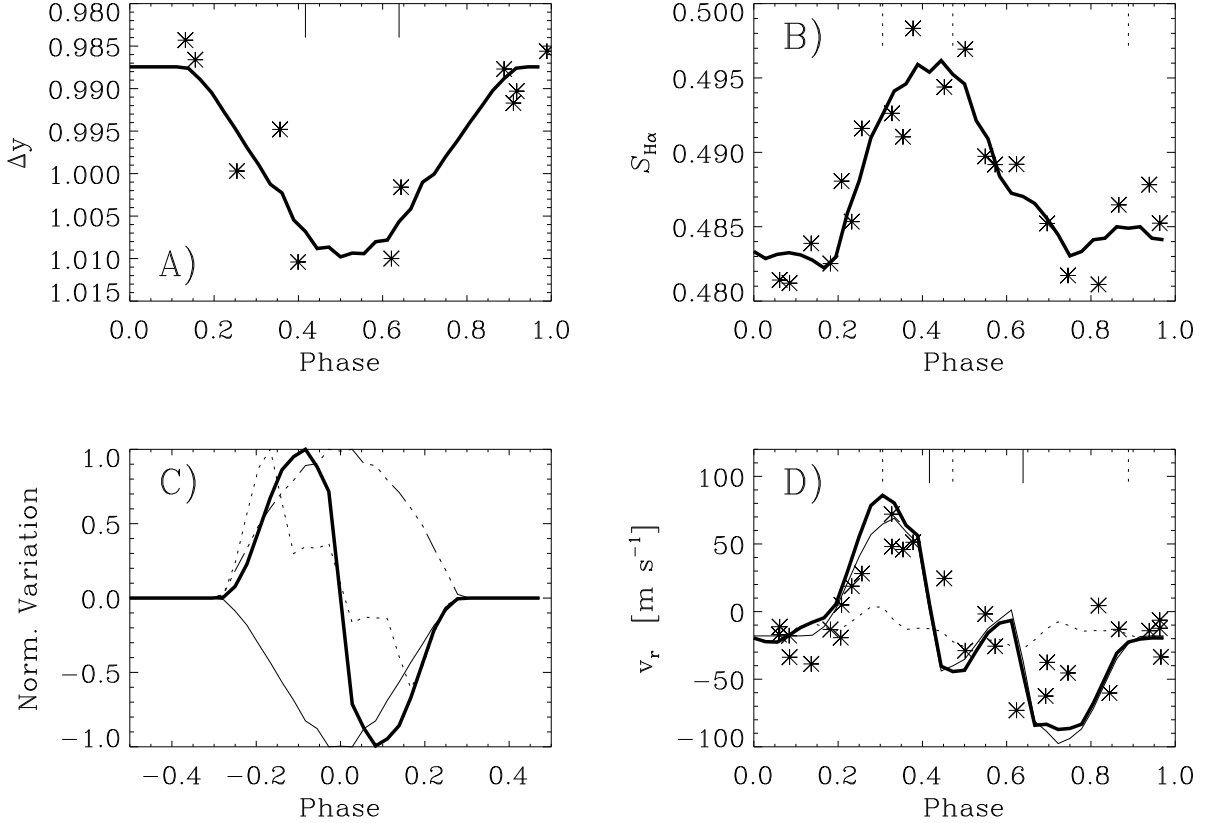 0.980
0.985
0.990
0.995
1.000
1.005
1.010
1.015
Δy
A)
0.0 0.2 0.4 0.6 0.8 1.0
Phase
0.500
0.495
0.490
0.485
0.480
S_Hα
B)
0.0 0.2 0.4 0.6 0.8 1.0
Phase
1.0
0.5
0.0
−0.5
−1.0
Norm. Variation
C)
−0.4 −0.2 0.0 0.2 0.4
Phase
100
50
0
−50
−100
v_r [m s⁻¹]
D)
0.0 0.2 0.4 0.6 0.8 1.0
Phase